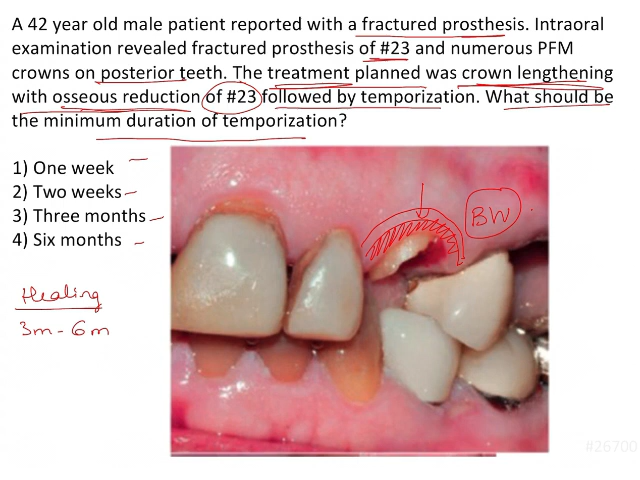 A 42 year old male patient reported with a fractured prosthesis. Intraoral
examination revealed fractured prosthesis of #23 and numerous PFM
crowns on posterior teeth. The treatment planned was crown lengthening
with osseous reduction of #23 followed by temporization. What should be
the minimum duration of temporization?
1) One week
2) Two weeks
3) Three months
4) Six months
BW
Healing
3m - 6m
#26700